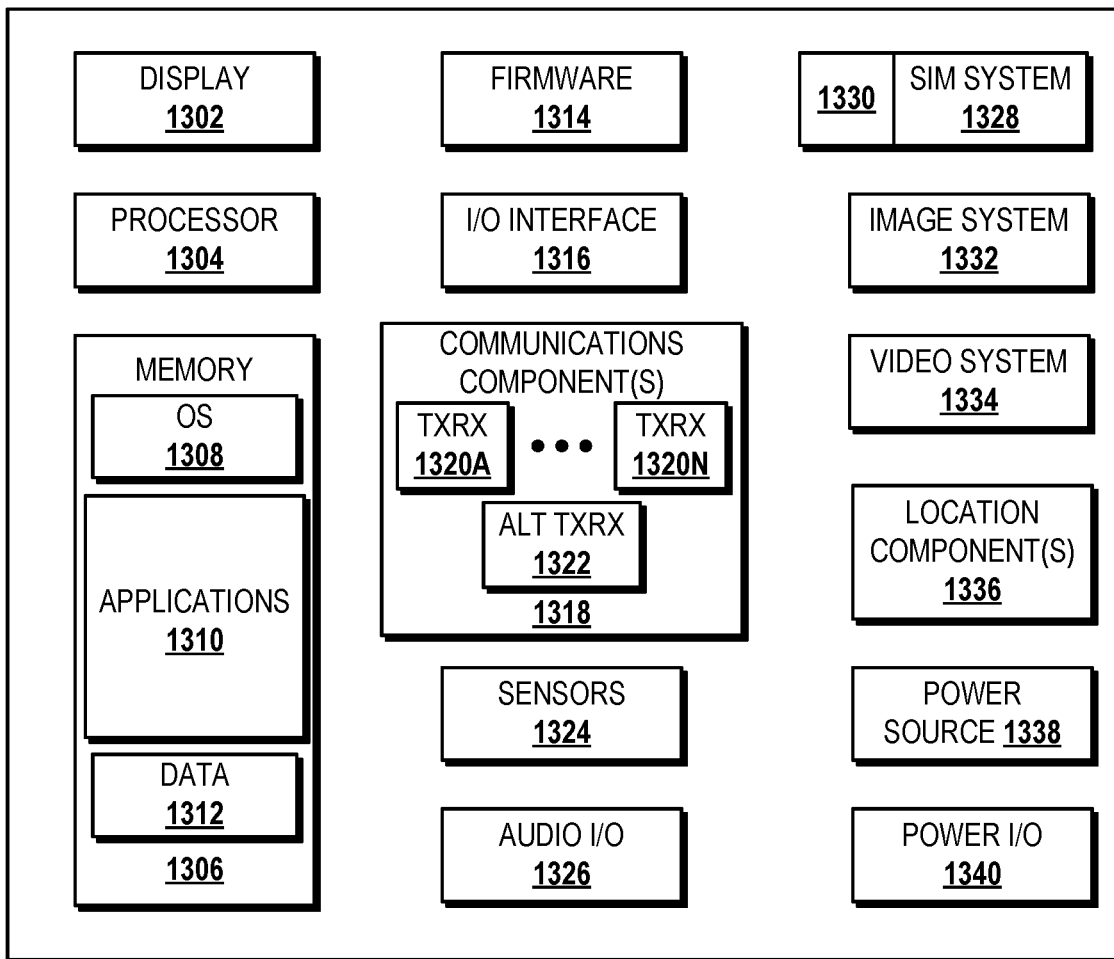 DISPLAY
1302
PROCESSOR
1304
MEMORY
OS
1308
APPLICATIONS
1310
DATA
1312
1306
FIRMWARE
1314
I/O INTERFACE
1316
COMMUNICATIONS
COMPONENT(S)
TXRX
1320A
TXRX
1320N
ALT TXRX
1322
1318
SENSORS
1324
AUDIO I/O
1326
1330
SIM SYSTEM
1328
IMAGE SYSTEM
1332
VIDEO SYSTEM
1334
LOCATION
COMPONENT(S)
1336
POWER
SOURCE 1338
POWER I/O
1340